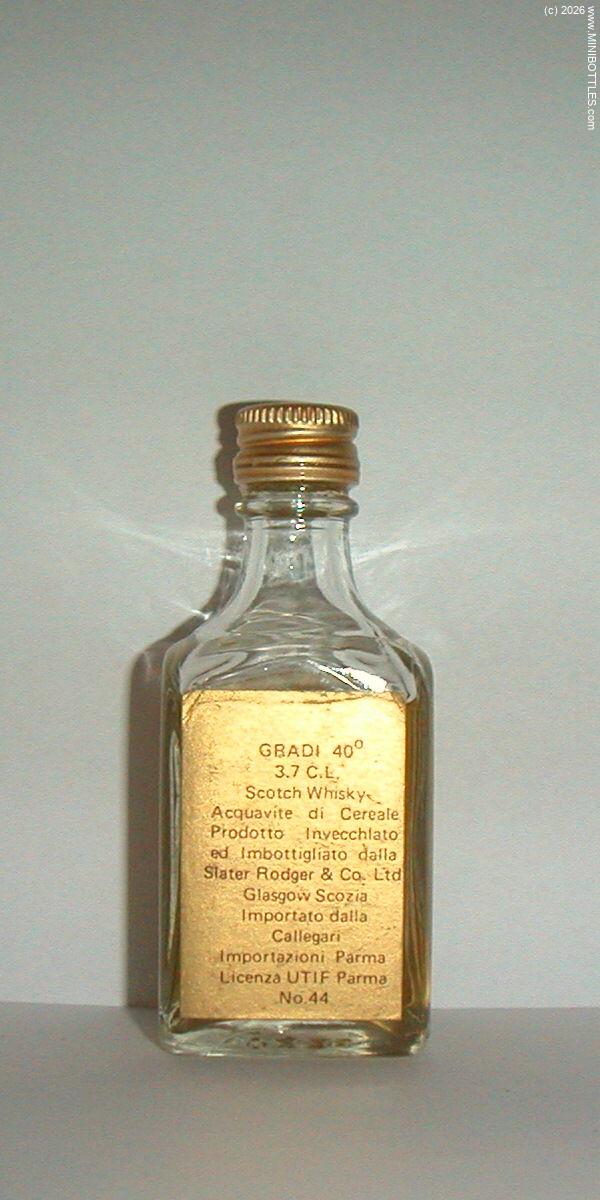 (c) 2026 www.MINIBOTTLES.com
GRADI 40°
3.7 C.L.
Scotch Whisky
Acquavite di Cereale
Prodotto Invecchlato
ed Imbottigliato dalla
Slater Rodger & Co. Ltd
Glasgow Scozia
Importato dalla
Callegari
Importazioni Parma
Licenza UTIF Parma
No.44